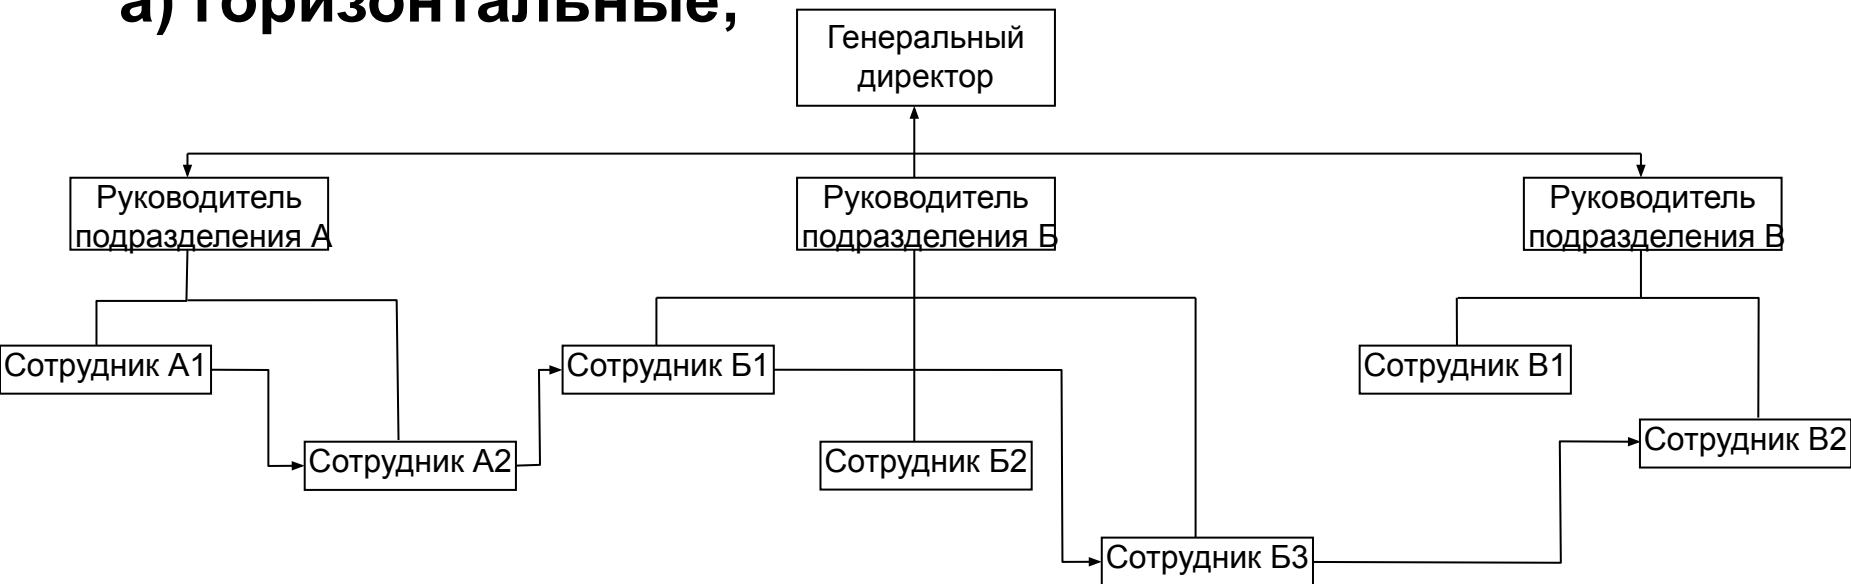 а) горизонтальные;
Генеральный
директор
Руководитель
подразделения А
Руководитель
подразделения Б
Руководитель
подразделения В
Сотрудник А1
Сотрудник Б1
Сотрудник В1
Сотрудник В2
Сотрудник А2
Сотрудник Б2
Сотрудник Б3